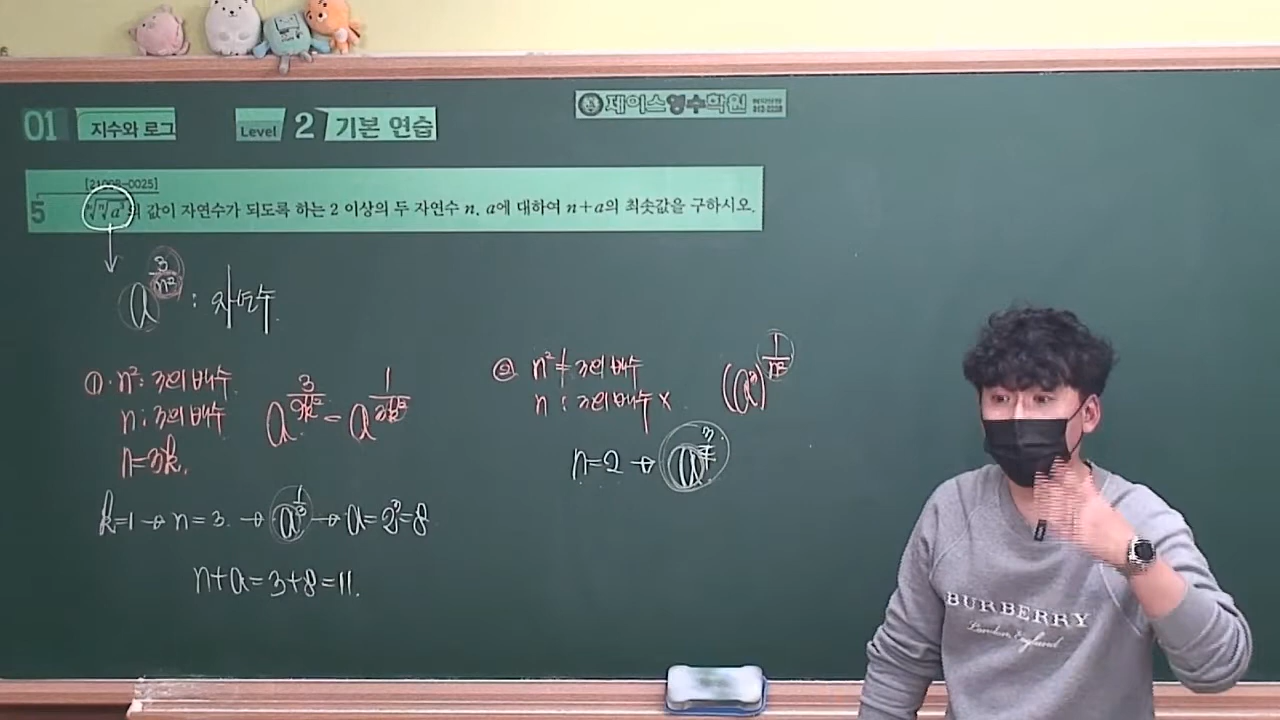 01 지수와 로그 Level 2 기본 연습
제이스영수학원
[21008-0025]
5 ⁿ√(ⁿ√a³)의 값이 자연수가 되도록 하는 2 이상의 두 자연수 n, a에 대하여 n+a의 최솟값을 구하시오.
a^(3/n²) : 자연수
① n² : 3의 배수
n : 3의 배수
n=3k.
a^(3/9k²) = a^(1/3k²)
k=1 → n=3. → a^(1/3) → a=2³=8
n+a=3+8=11.
② n² ≠ 3의 배수
n : 3의 배수 ×
(a³)^(1/n²)
n=2 → a^(3/4)
BURBERRY
London, England